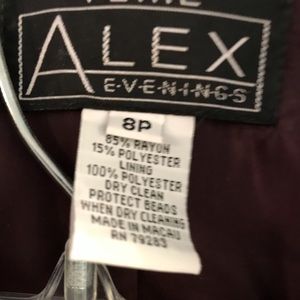 ALEX
EVENINGS
8P
85% RAYON
15% POLYESTER
LINING
100% POLYESTER
DRY CLEAN
PROTECT BEADS
WHEN DRY CLEANING
MADE IN MACAU
RN 79283